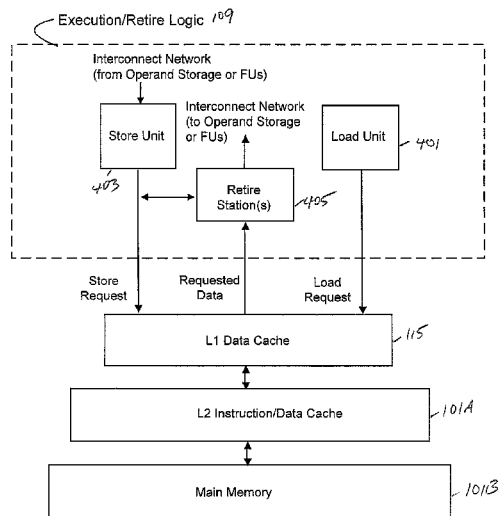 Execution/Retire Logic 109
Interconnect Network
(from Operand Storage or FUs)
Interconnect Network
(to Operand Storage
or FUs)
Store Unit
403
Load Unit
401
Retire
Station(s)
405
Store
Request
Requested
Data
Load
Request
L1 Data Cache
115
L2 Instruction/Data Cache
101A
Main Memory
101B